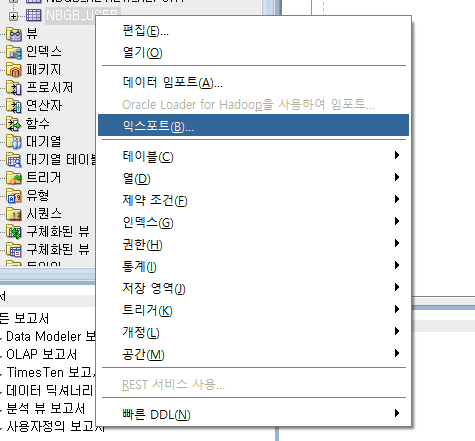 NBGB_USER
뷰
인덱스
패키지
프로시저
연산자
함수
대기열
대기열 테이블
트리거
유형
시퀀스
구체화된 뷰
구체화된 뷰
편집(E)...
열기(O)
데이터 임포트(A)...
Oracle Loader for Hadoop을 사용하여 임포트...
익스포트(B)...
테이블(C)
열(D)
제약 조건(F)
인덱스(G)
권한(H)
통계(I)
저장 영역(J)
트리거(K)
개정(L)
공간(M)
REST 서비스 사용...
빠른 DDL(N)
서
든 보고서
Data Modeler 보
OLAP 보고서
TimesTen 보고서
데이터 딕셔너리
분석 뷰 보고서
사용자정의 보고서